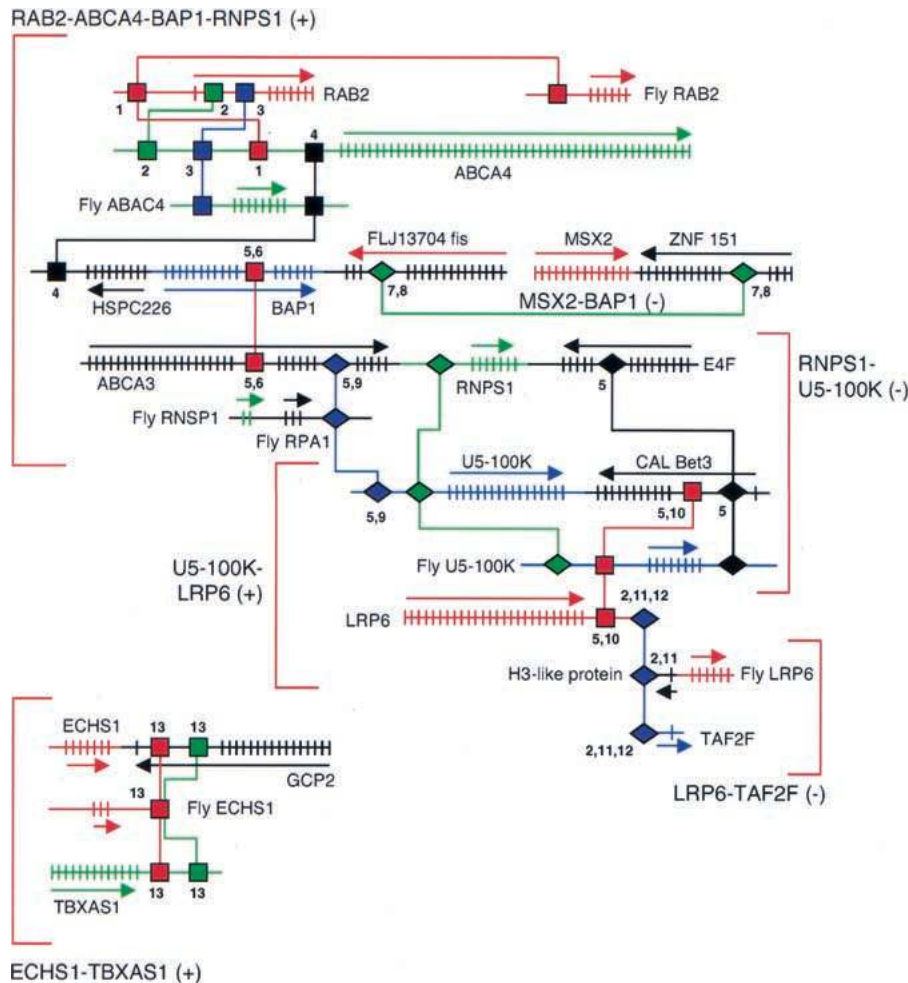 RAB2-ABCA4-BAP1-RNPS1 (+)
RAB2
Fly RAB2
1
2
3
4
2
3
1
ABCA4
Fly ABAC4
5,6
FLJ13704 fis
MSX2
ZNF 151
4
HSPC226
BAP1
7,8
MSX2-BAP1 (-)
7,8
ABCA3
5,6
5,9
RNPS1
5
E4F
RNPS1-
U5-100K (-)
Fly RNSP1
Fly RPA1
U5-100K
CAL Bet3
5,9
5,10
5
U5-100K-
LRP6 (+)
Fly U5-100K
LRP6
5,10
2,11,12
H3-like protein
2,11
Fly LRP6
2,11,12
TAF2F
LRP6-TAF2F (-)
ECHS1
13
13
GCP2
13
Fly ECHS1
TBXAS1
13
13
ECHS1-TBXAS1 (+)